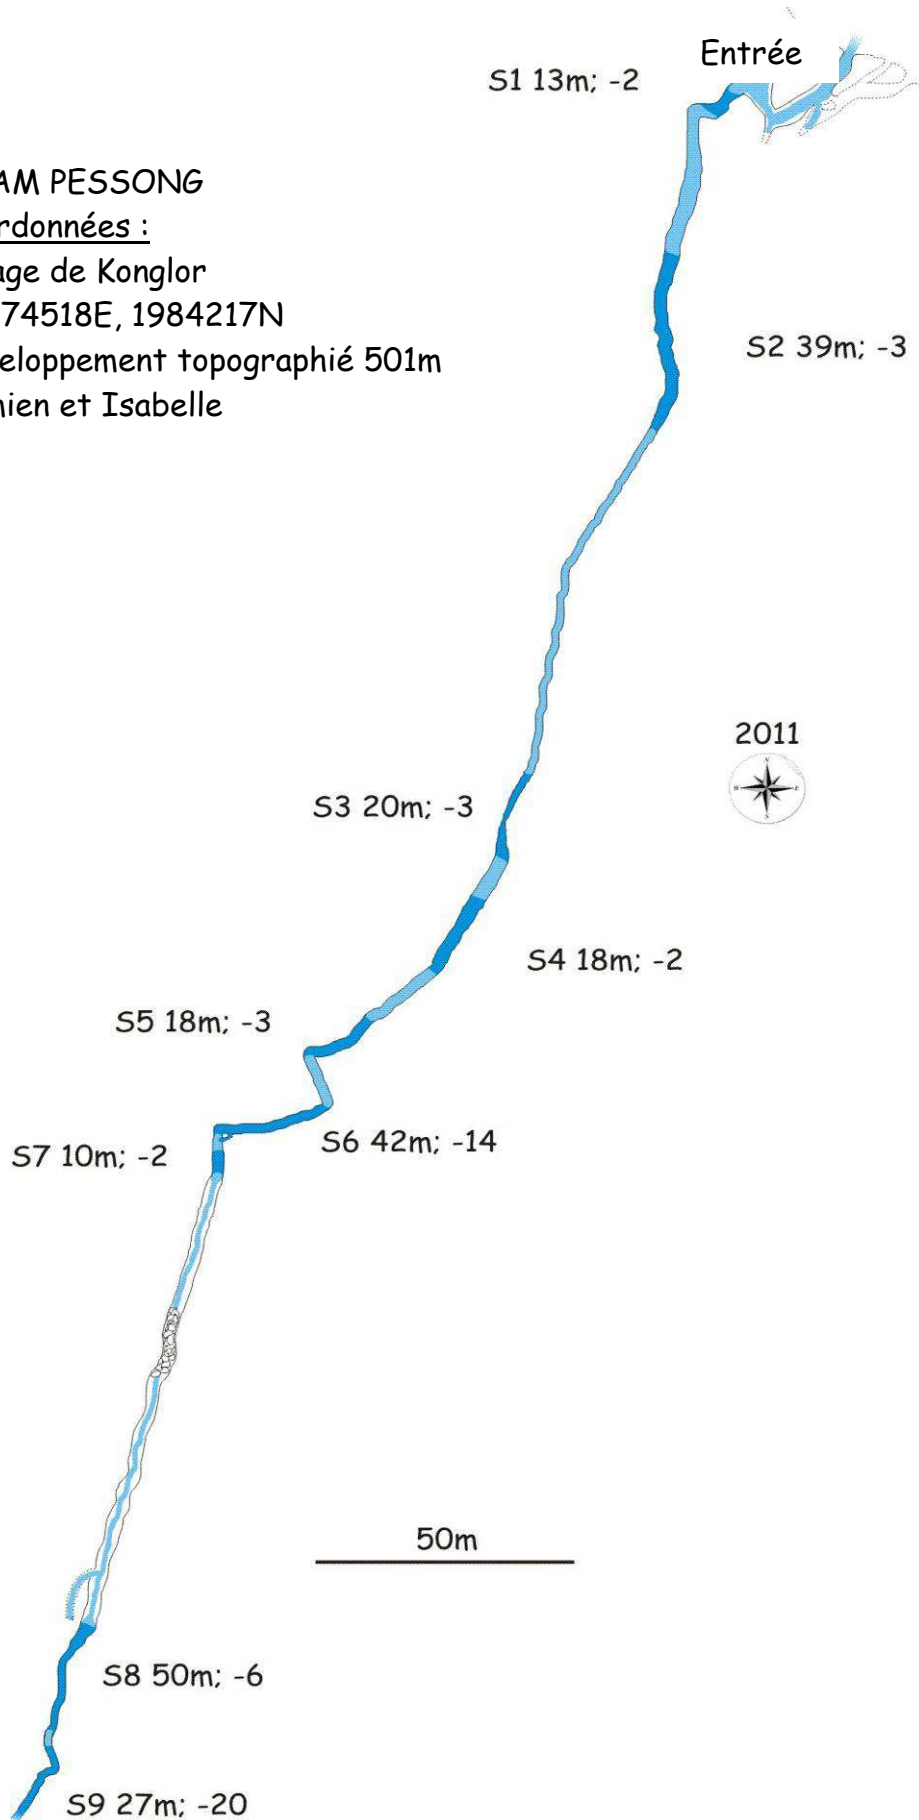 Entrée
S1 13m; -2
AM PESSONG
rdonnées :
age de Konglor
74518E, 1984217N
eloppement topographié 501m
nien et Isabelle
S2 39m; -3
2011
N
W E
S
S3 20m; -3
S4 18m; -2
S5 18m; -3
S6 42m; -14
S7 10m; -2
50m
S8 50m; -6
S9 27m; -20